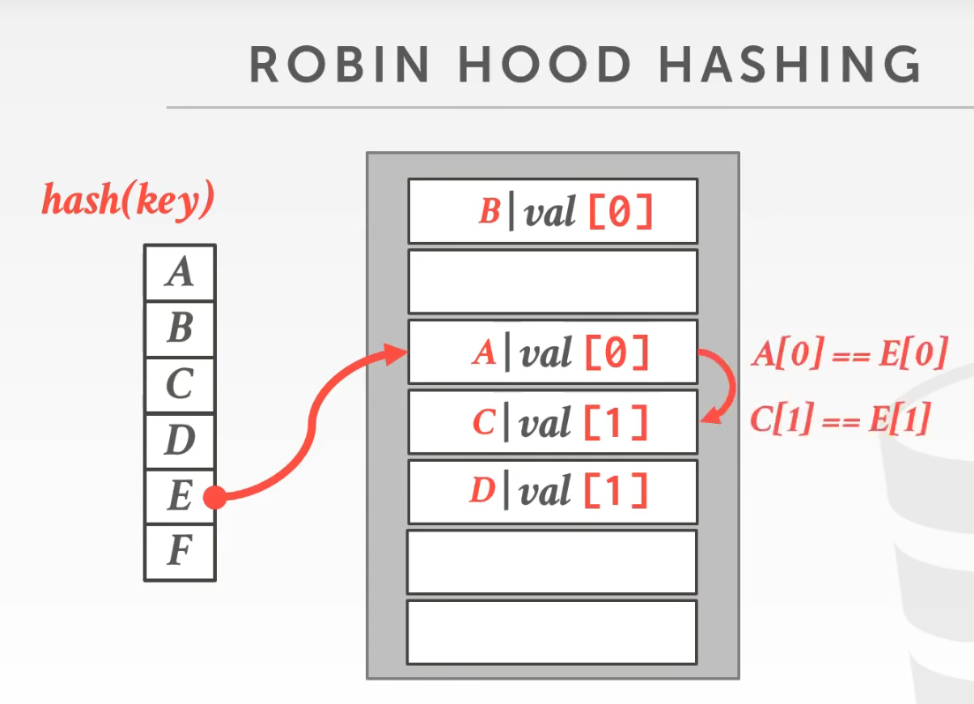 ROBIN HOOD HASHING
hash(key)
A
B
C
D
E
F
B|val [0]
A|val [0]
C|val [1]
D|val [1]
A[0] == E[0]
C[1] == E[1]